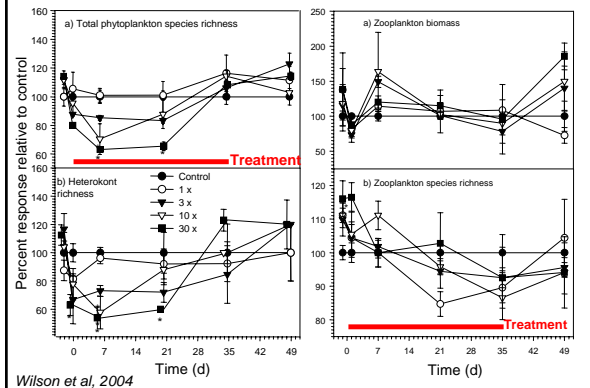 a) Total phytoplankton species richness
160
140
120
100
80
60
Treatment
b) Heterokont
richness
Control
1 x
3 x
10 x
30 x
160
140
120
100
80
60
0 7 14 21 28 35 42 49
Time (d)
Percent response relative to control
a) Zooplankton biomass
250
200
150
100
50
b) Zooplankton species richness
120
110
100
90
80
Treatment
0 7 14 21 28 35 42 49
Time (d)
Wilson et al, 2004